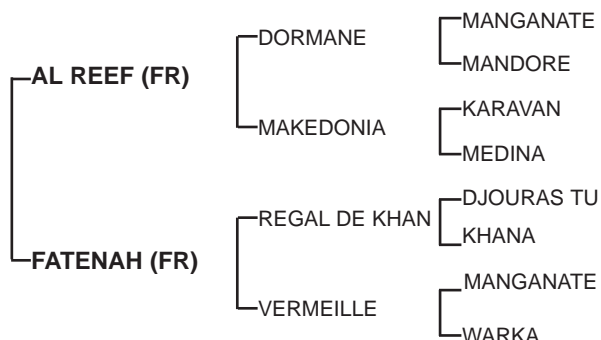 MANGANATE
DORMANE
MANDORE
AL REEF (FR)
KARAVAN
MAKEDONIA
MEDINA
DJOURAS TU
REGAL DE KHAN
KHANA
FATENAH (FR)
MANGANATE
VERMEILLE
WARKA